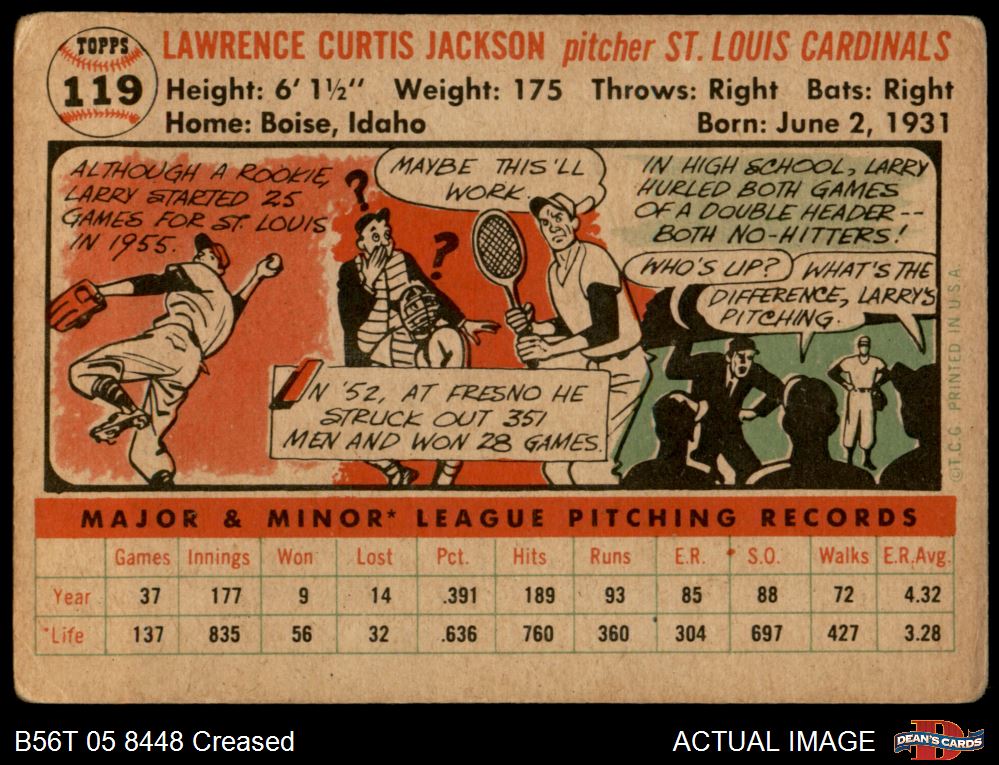 TOPPS
119
LAWRENCE CURTIS JACKSON pitcher ST. LOUIS CARDINALS
Height: 6' 1½" Weight: 175 Throws: Right Bats: Right
Home: Boise, Idaho Born: June 2, 1931
ALTHOUGH A ROOKIE,
LARRY STARTED 25
GAMES FOR ST. LOUIS
IN 1955.
?
?
MAYBE THIS'LL
WORK.
IN '52, AT FRESNO HE
STRUCK OUT 351
MEN AND WON 28 GAMES.
IN HIGH SCHOOL, LARRY
HURLED BOTH GAMES
OF A DOUBLE HEADER--
BOTH NO-HITTERS!
WHO'S UP?
WHAT'S THE
DIFFERENCE, LARRY'S
PITCHING.
©T.C.G. PRINTED IN U.S.A.
MAJOR & MINOR* LEAGUE PITCHING RECORDS
Games Innings Won Lost Pct. Hits Runs E.R. S.O. Walks E.R.Avg.
Year 37 177 9 14 .391 189 93 85 88 72 4.32
*Life 137 835 56 32 .636 760 360 304 697 427 3.28
B56T 05 8448 Creased ACTUAL IMAGE
DEAN'S CARDS